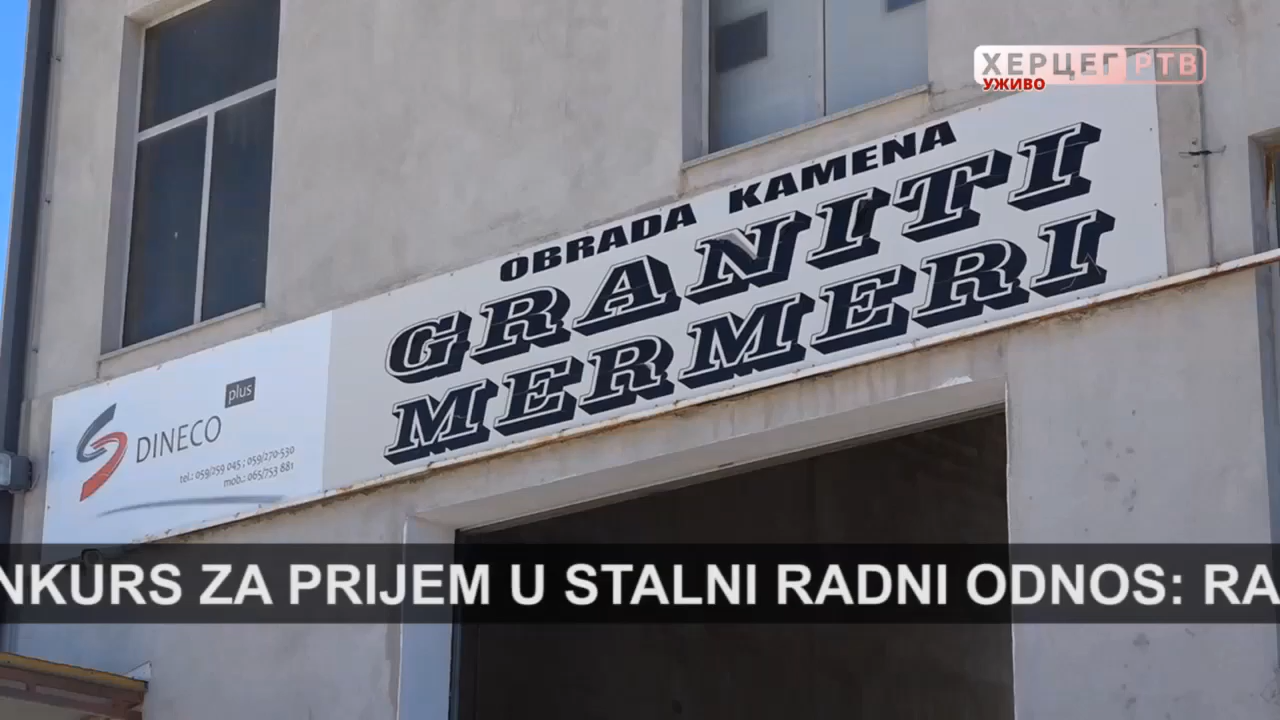 ХЕРЦЕГ РТВ
УЖИВО
OBRADA KAMENA
GRANITI
MERMERI
plus
DINECO
tel.: 059/259 045 ; 059/270-530
mob.: 065/753 881
NKURS ZA PRIJEM U STALNI RADNI ODNOS: RA